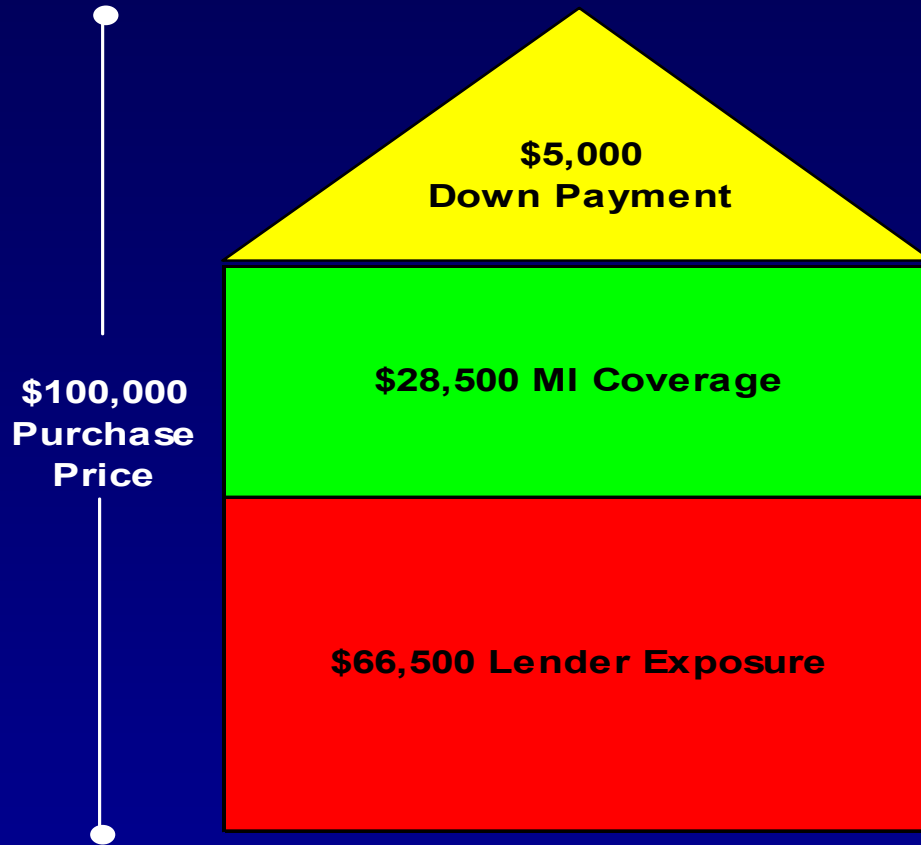 $5,000
Down Payment
$100,000
Purchase
Price
$28,500 MI Coverage
$66,500 Lender Exposure